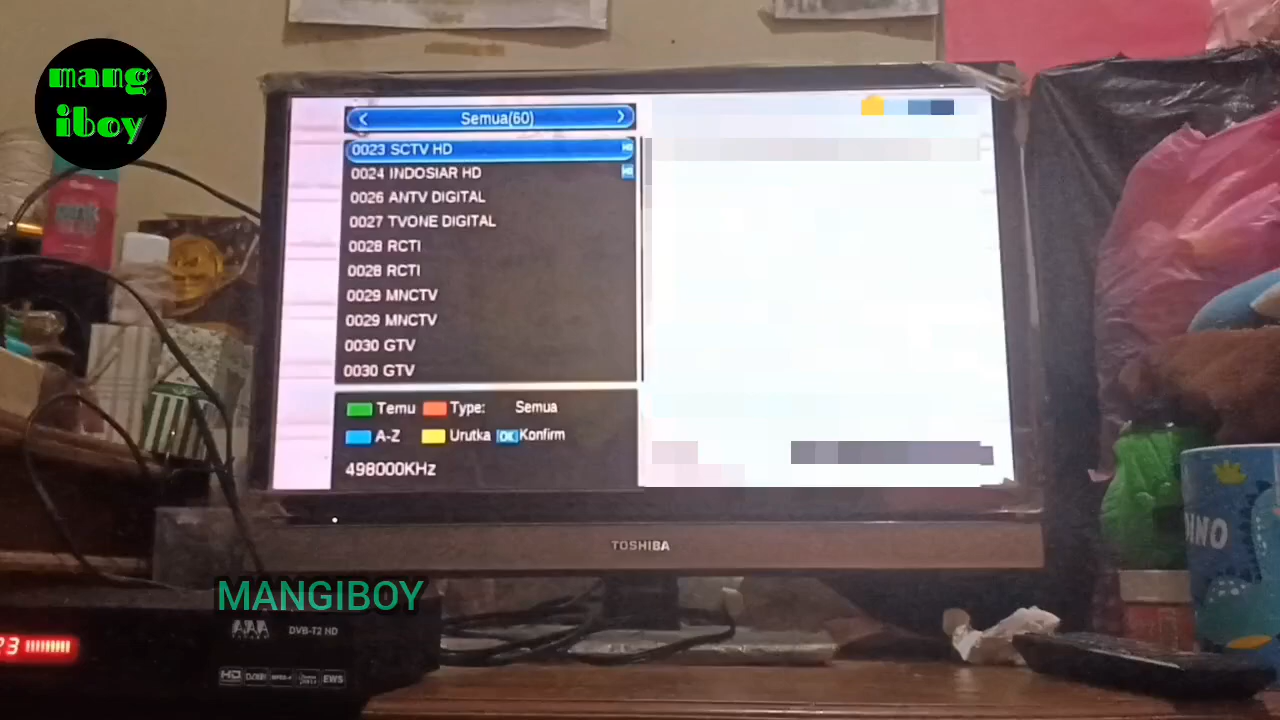 mang
iboy
Semua(60)
0023 SCTV HD
0024 INDOSIAR HD
0026 ANTV DIGITAL
0027 TVONE DIGITAL
0028 RCTI
0028 RCTI
0029 MNCTV
0029 MNCTV
0030 GTV
0030 GTV
Temu Type: Semua
A-Z Urutka OK Konfirm
498000KHz
TOSHIBA
DINO
MANGIBOY
DVB-T2 HD
23
HD EWS